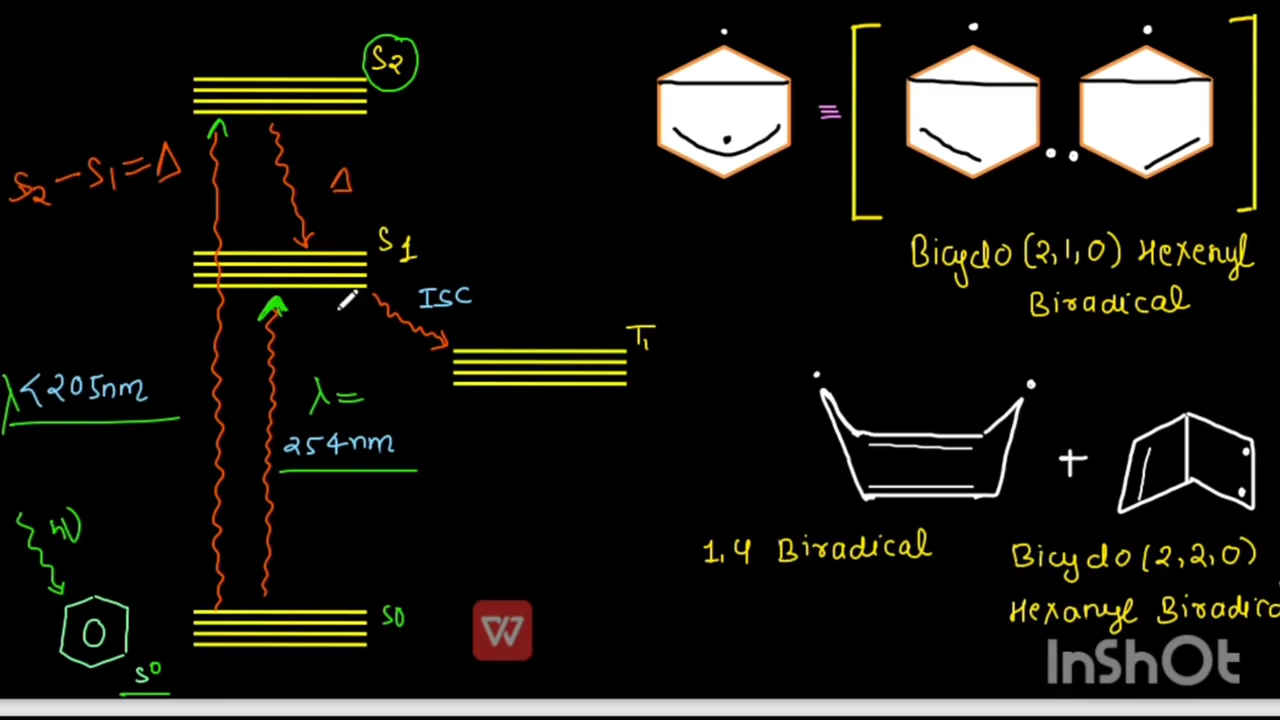 S2
S2 - S1 = Δ
Δ
S1
ISC
T1
λ < 205nm
λ =
254nm
hν
S0
S0
≡
Bicyclo (2,1,0) Hexenyl
Biradical
+
1,4 Biradical
Bicyclo (2,2,0)
Hexanyl Biradica
W
InShOt